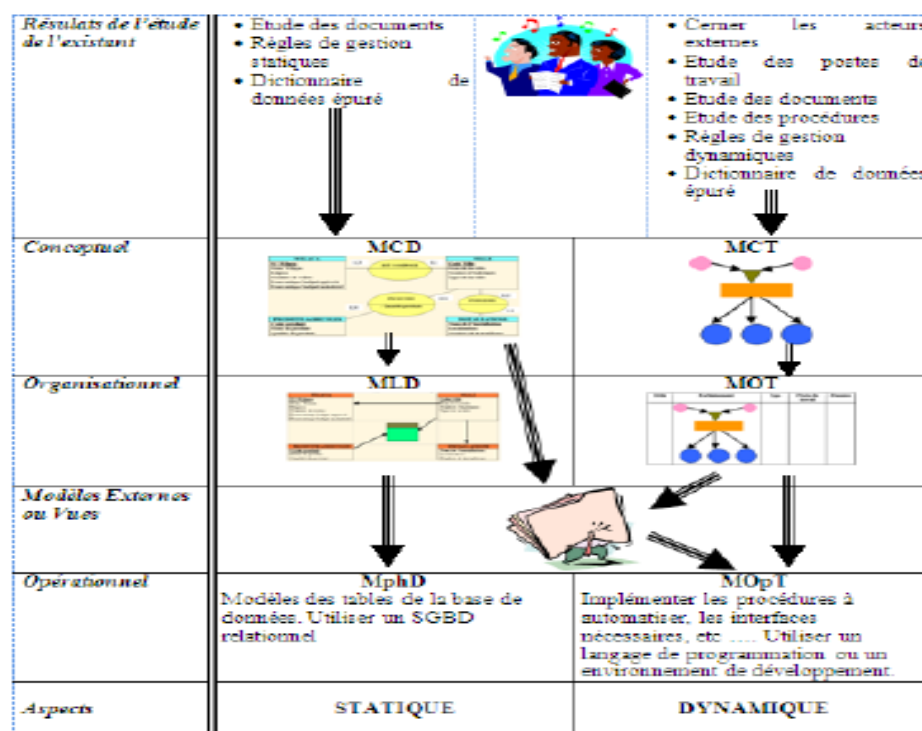 Résulats de l'étude
de l'existant
• Etude des documents
• Règles de gestion
statiques
• Dictionnaire de
données épuré
• Cerner les acteurs
externes
• Etude des postes de
travail
• Etude des documents
• Etude des procédures
• Règles de gestion
dynamiques
• Dictionnaire de données
épuré
Conceptuel
MCD
MCT
Organisationnel
MLD
MOT
Modèles Externes
ou Vues
Opérationnel
MphD
Modèles des tables de la base de
données. Utiliser un SGBD
relationnel
MOpT
Implémenter les procédures à
automatiser, les interfaces
nécessaires, etc .... Utiliser un
langage de programmation ou un
environnement de développement.
Aspects
STATIQUE
DYNAMIQUE